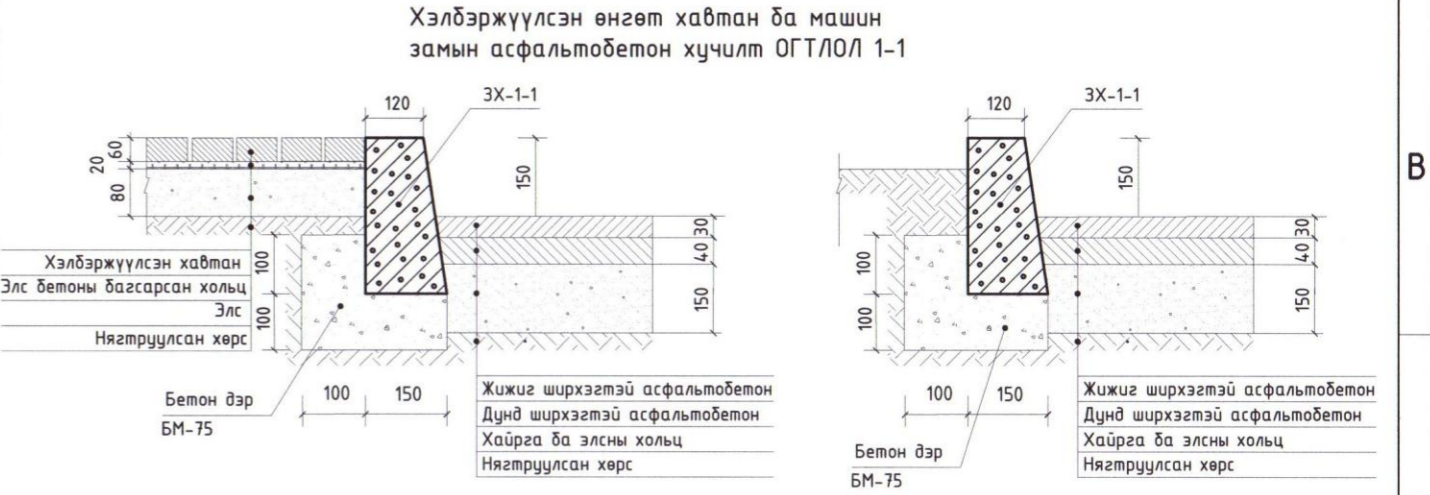 Хэлбэржүүлсэн өнгөт хавтан ба машин
замын асфальтобетон хучилт ОГТЛОЛ 1-1
120
ЗХ-1-1
60
20
80
150
30
40
150
100
100
Хэлбэржүүлсэн хавтан
Элс бетоны багсарсан хольц
Элс
Нягтруулсан хөрс
Бетон дэр
БМ-75
100
150
Жижиг ширхэгтэй асфальтобетон
Дунд ширхэгтэй асфальтобетон
Хайрга ба элсны хольц
Нягтруулсан хөрс
120
ЗХ-1-1
150
30
40
150
100
100
100
150
Бетон дэр
БМ-75
Жижиг ширхэгтэй асфальтобетон
Дунд ширхэгтэй асфальтобетон
Хайрга ба элсны хольц
Нягтруулсан хөрс
В